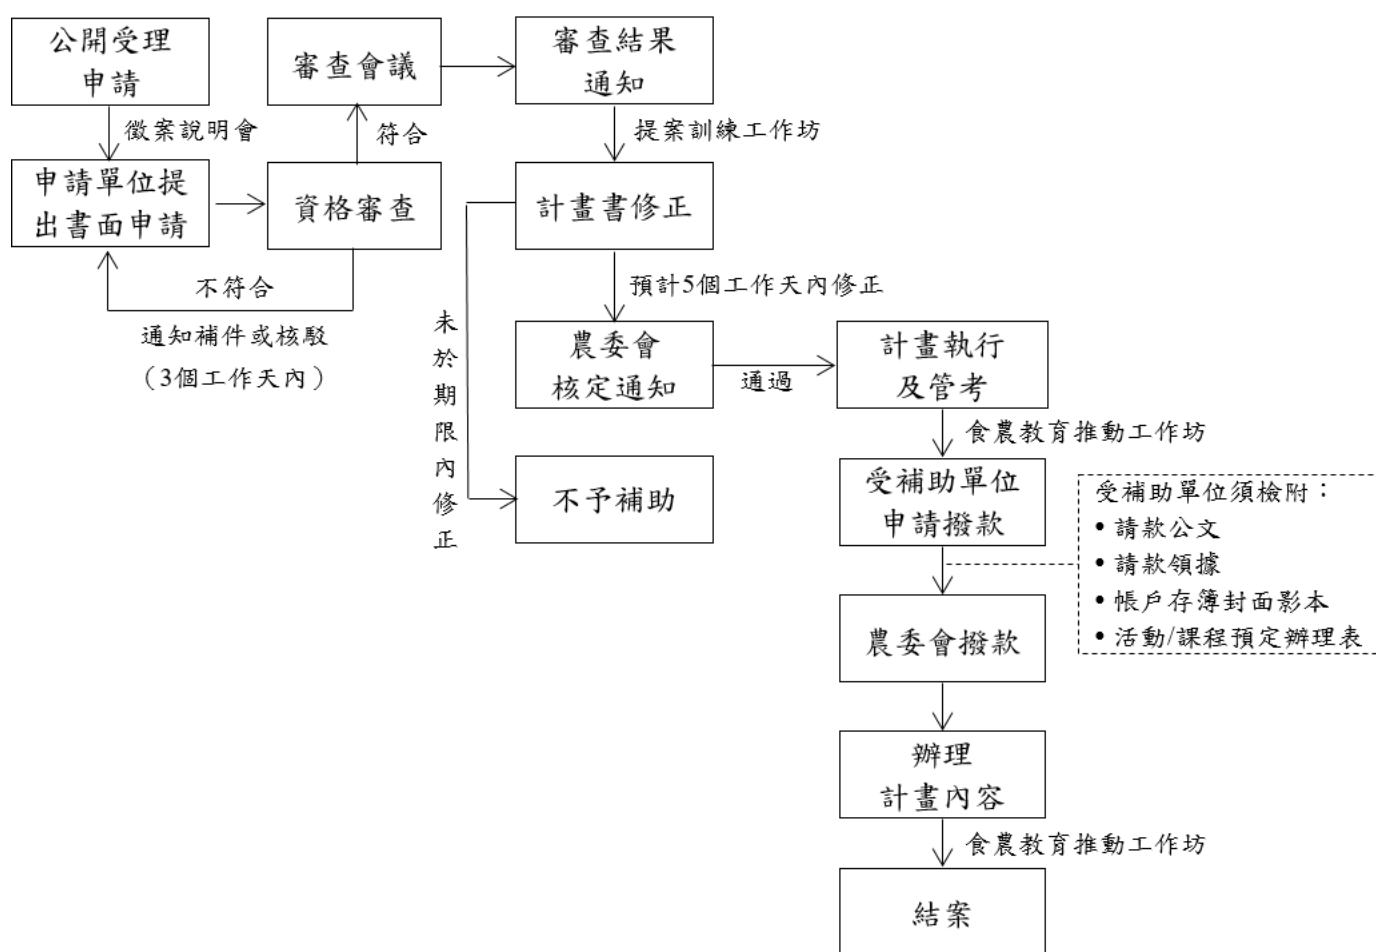 公開受理
申請
徵案說明會
申請單位提
出書面申請
資格審查
不符合
通知補件或核駁
（3個工作天內）
符合
審查會議
審查結果
通知
提案訓練工作坊
計畫書修正
未於期限內修正
不予補助
預計5個工作天內修正
農委會
核定通知
通過
計畫執行
及管考
食農教育推動工作坊
受補助單位
申請撥款
受補助單位須檢附：
•請款公文
•請款領據
•帳戶存簿封面影本
•活動/課程預定辦理表
農委會撥款
辦理
計畫內容
食農教育推動工作坊
結案